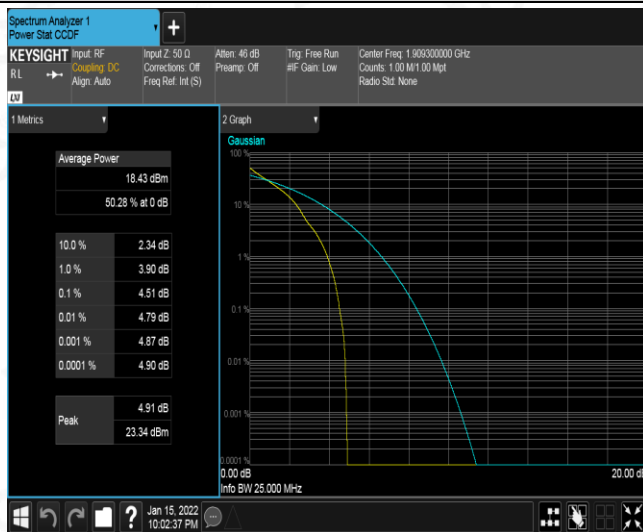 Spectrum Analyzer 1
Power Stat CCDF
+
KEYSIGHT
RL
LXI
Input: RF
Coupling: DC
Align: Auto
Input Z: 50 Ω
Corrections: Off
Freq Ref: Int (S)
Atten: 46 dB
Preamp: Off
Trig: Free Run
#IF Gain: Low
Center Freq: 1.909300000 GHz
Counts: 1.00 M/1.00 Mpt
Radio Std: None
1 Metrics
Average Power
18.43 dBm
50.28 % at 0 dB
10.0 % 2.34 dB
1.0 % 3.90 dB
0.1 % 4.51 dB
0.01 % 4.79 dB
0.001 % 4.87 dB
0.0001 % 4.90 dB
Peak
4.91 dB
23.34 dBm
2 Graph
Gaussian
100 %
10 %
1 %
0.1 %
0.01 %
0.001 %
0.0001 %
0.00 dB
20.00 dB
Info BW 25.000 MHz
?
Jan 15, 2022
10:02:37 PM